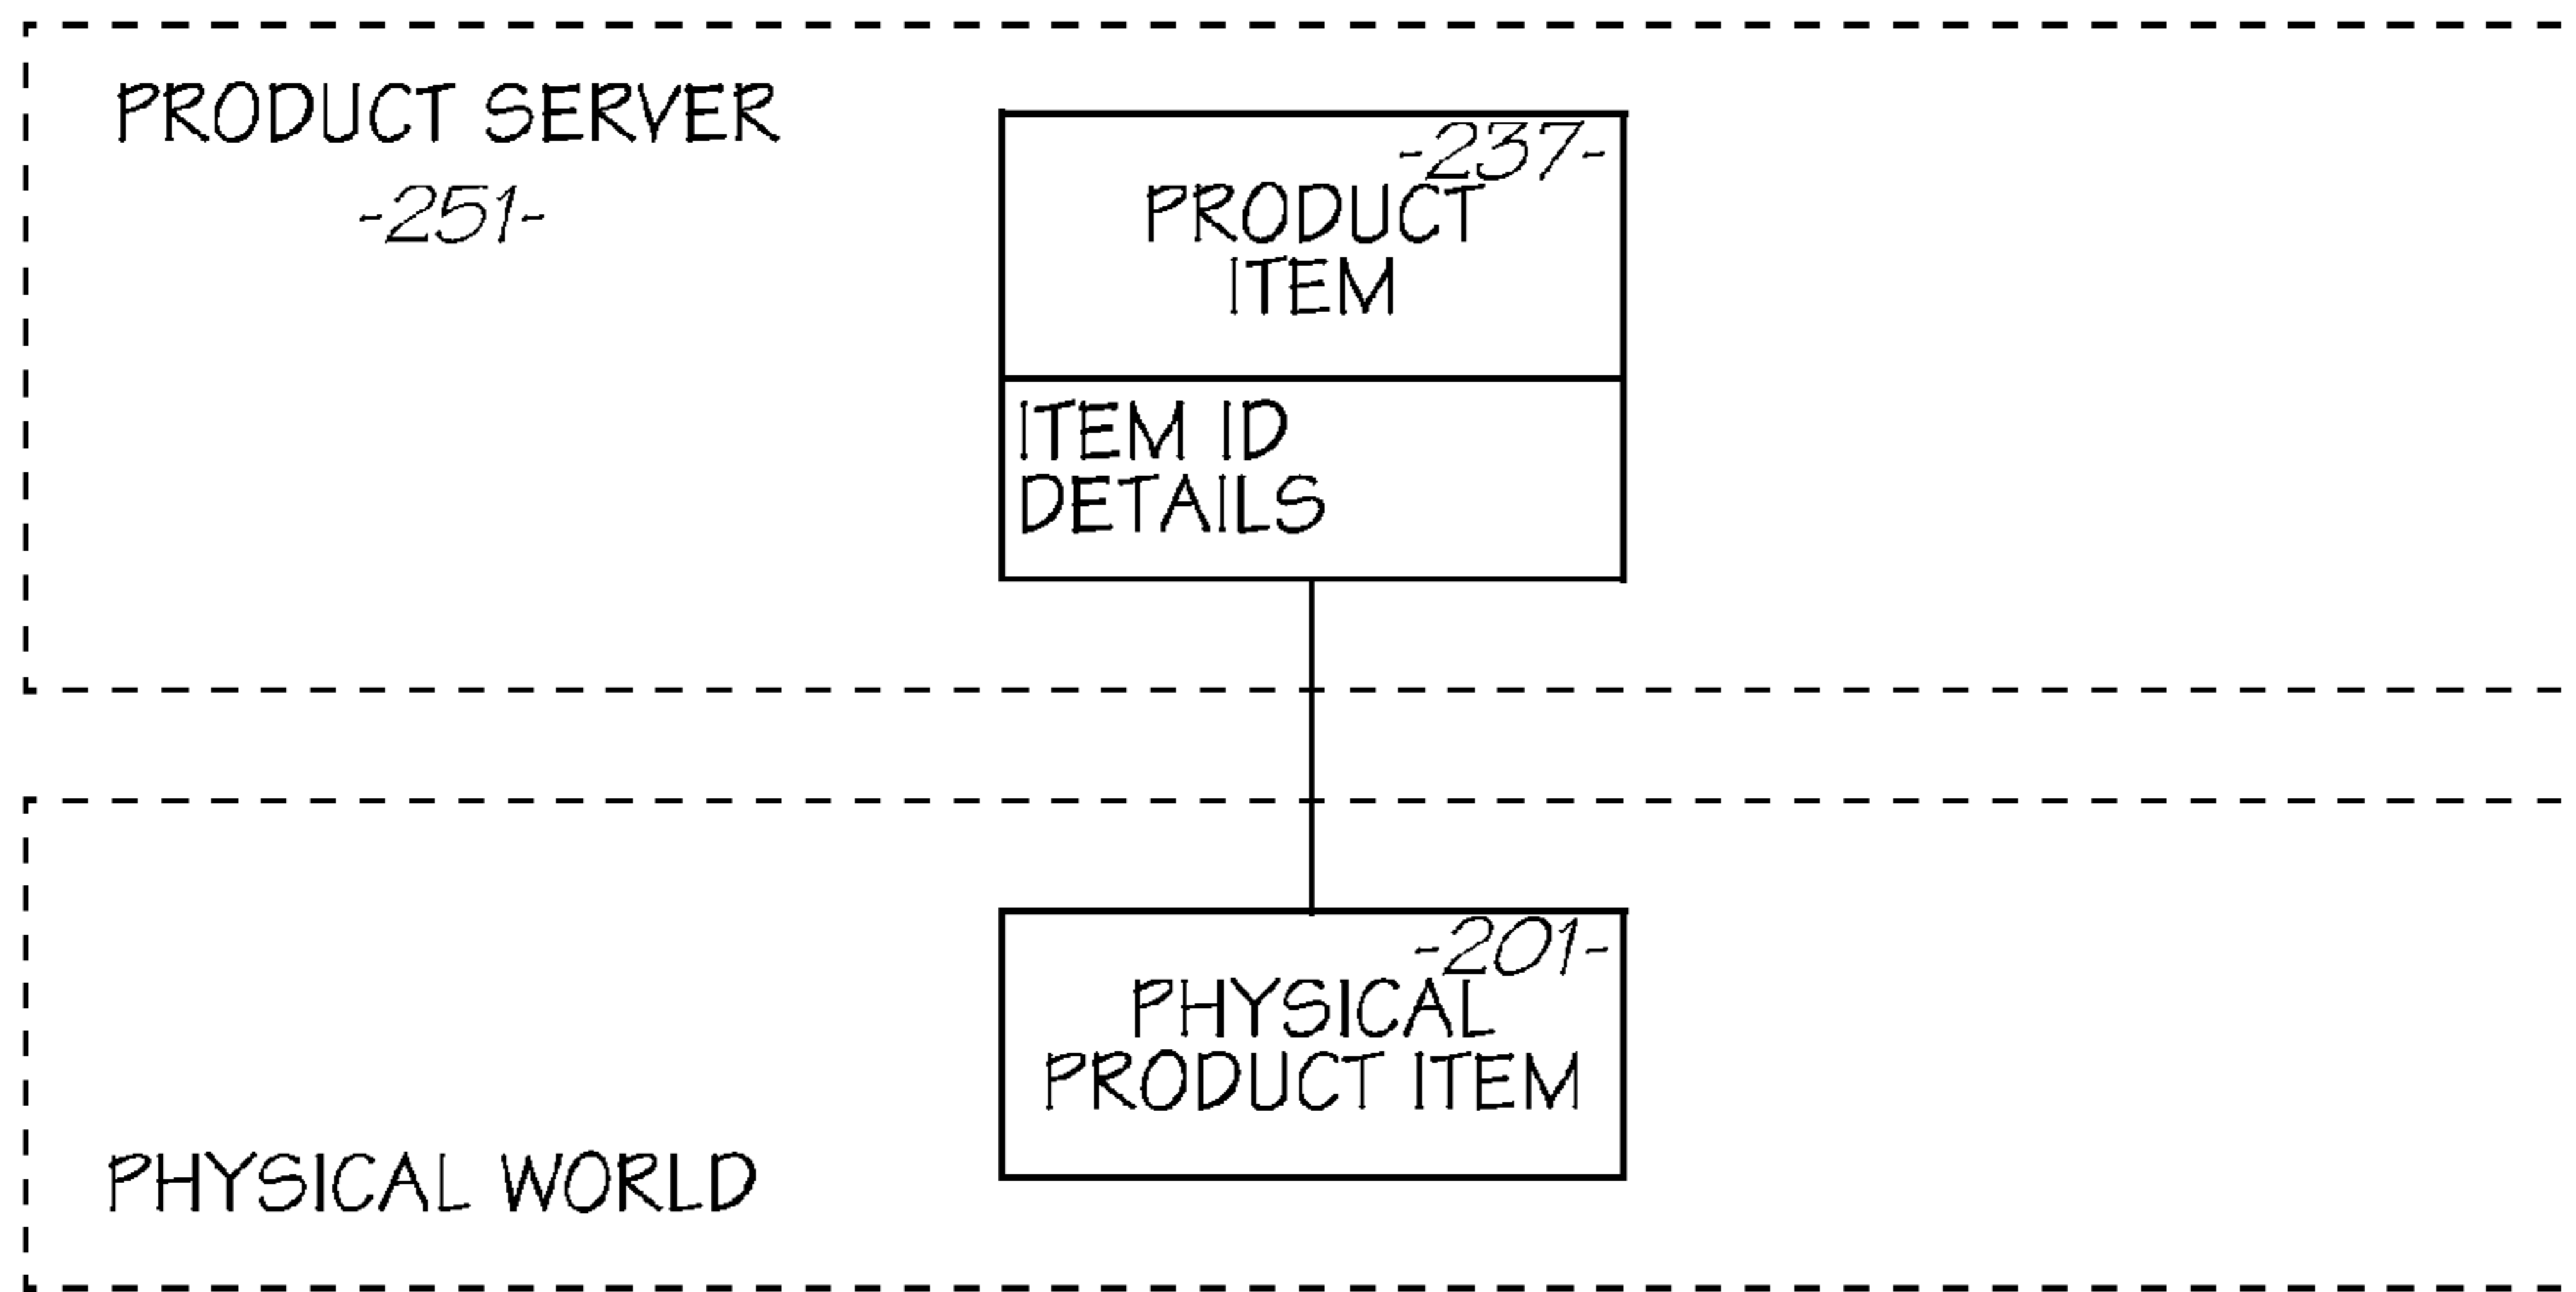 PRODUCT SERVER
-251-
-237-
PRODUCT
ITEM
ITEM ID
DETAILS
-201-
PHYSICAL
PRODUCT ITEM
PHYSICAL WORLD